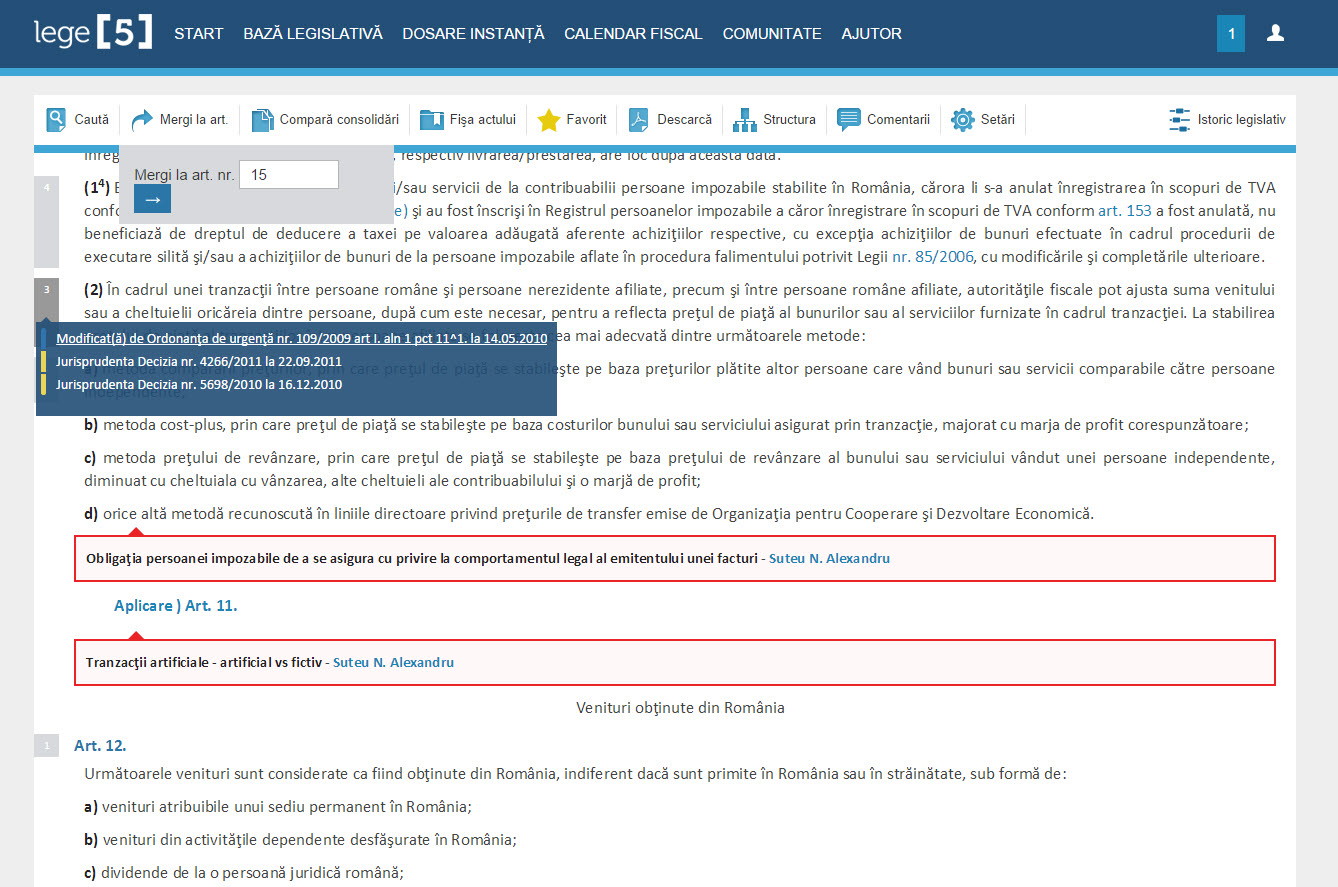 lege [5] START BAZĂ LEGISLATIVĂ DOSARE INSTANȚĂ CALENDAR FISCAL COMUNITATE AJUTOR 1
Caută Mergi la art. Compară consolidări Fișa actului Favorit Descarcă Structura Comentarii Setări Istoric legislativ
respectiv livrarea/prestarea, are loc după această dată.
Mergi la art. nr. 15
→
4
(1⁴) i/sau servicii de la contribuabilii persoane impozabile stabilite în România, cărora li s-a anulat înregistrarea în scopuri de TVA
e) şi au fost înscrişi în Registrul persoanelor impozabile a căror înregistrare în scopuri de TVA conform art. 153 a fost anulată, nu
beneficiază de dreptul de deducere a taxei pe valoarea adăugată aferente achiziţiilor respective, cu excepţia achiziţiilor de bunuri efectuate în cadrul procedurii de
executare silită şi/sau a achiziţiilor de bunuri de la persoane impozabile aflate în procedura falimentului potrivit Legii nr. 85/2006, cu modificările şi completările ulterioare.
3
(2) În cadrul unei tranzacţii între persoane române şi persoane nerezidente afiliate, precum şi între persoane române afiliate, autorităţile fiscale pot ajusta suma venitului
sau a cheltuielii oricăreia dintre persoane, după cum este necesar, pentru a reflecta preţul de piaţă al bunurilor sau al serviciilor furnizate în cadrul tranzacţiei. La stabilirea
ea mai adecvată dintre următoarele metode:
Modificat(ă) de Ordonanţa de urgenţă nr. 109/2009 art I. aln 1 pct 11^1. la 14.05.2010
Jurisprudenta Decizia nr. 4266/2011 la 22.09.2011
Jurisprudenta Decizia nr. 5698/2010 la 16.12.2010
a) metoda comparării preţurilor, prin care preţul de piaţă se stabileşte pe baza preţurilor plătite altor persoane care vând bunuri sau servicii comparabile către persoane
independente;
b) metoda cost-plus, prin care preţul de piaţă se stabileşte pe baza costurilor bunului sau serviciului asigurat prin tranzacţie, majorat cu marja de profit corespunzătoare;
c) metoda preţului de revânzare, prin care preţul de piaţă se stabileşte pe baza preţului de revânzare al bunului sau serviciului vândut unei persoane independente,
diminuat cu cheltuiala cu vânzarea, alte cheltuieli ale contribuabilului şi o marjă de profit;
d) orice altă metodă recunoscută în liniile directoare privind preţurile de transfer emise de Organizaţia pentru Cooperare şi Dezvoltare Economică.
Obligaţia persoanei impozabile de a se asigura cu privire la comportamentul legal al emitentului unei facturi - Suteu N. Alexandru
Aplicare ) Art. 11.
Tranzacţii artificiale - artificial vs fictiv - Suteu N. Alexandru
Venituri obţinute din România
1
Art. 12.
Următoarele venituri sunt considerate ca fiind obţinute din România, indiferent dacă sunt primite în România sau în străinătate, sub formă de:
a) venituri atribuibile unui sediu permanent în România;
b) venituri din activităţile dependente desfăşurate în România;
c) dividende de la o persoană juridică română;